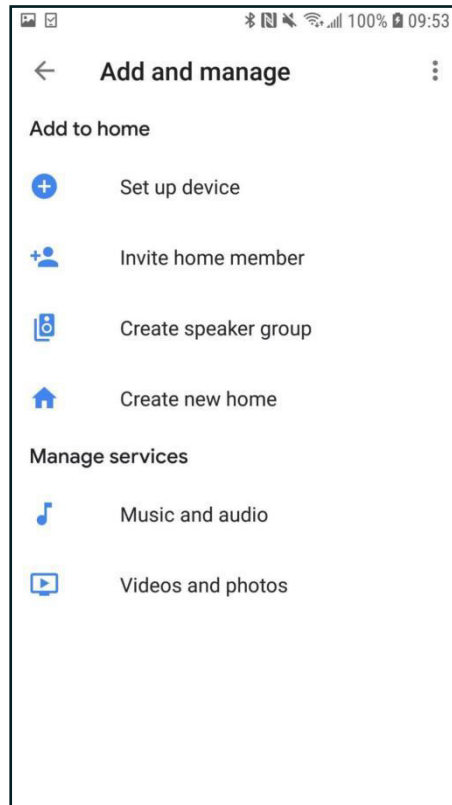 100% 09:53
Add and manage
Add to home
Set up device
Invite home member
Create speaker group
Create new home
Manage services
Music and audio
Videos and photos